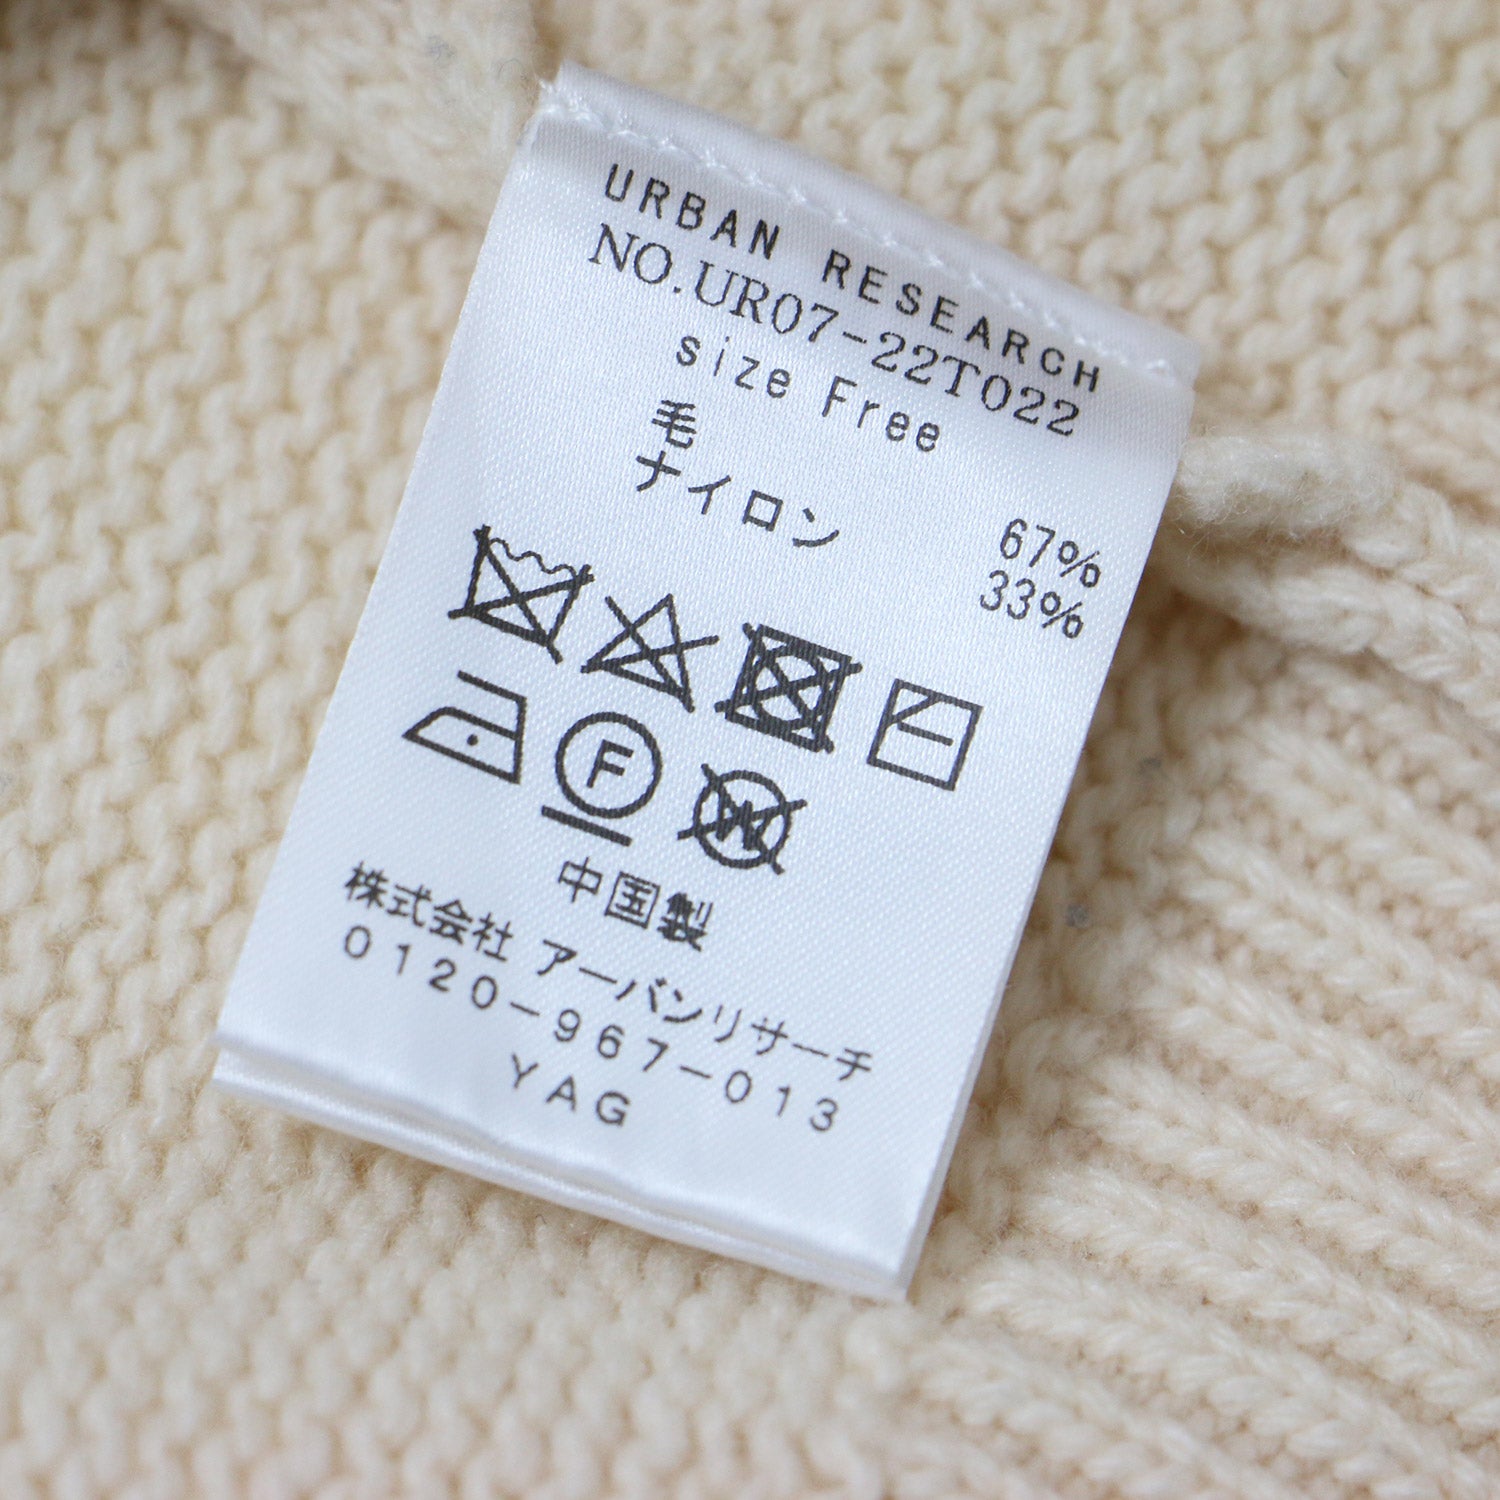 URBAN RESEARCH
NO.UR07-22T022
size Free
毛 67%
ナイロン 33%
F
W
中国製
株式会社 アーバンリサーチ
0120-967-013
YAG